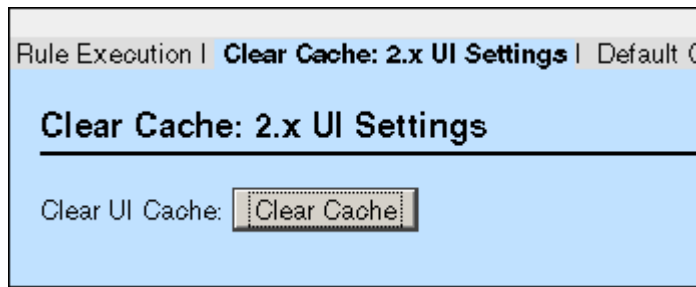 Rule Execution | Clear Cache: 2.x UI Settings | Default
Clear Cache: 2.x UI Settings
Clear UI Cache: Clear Cache